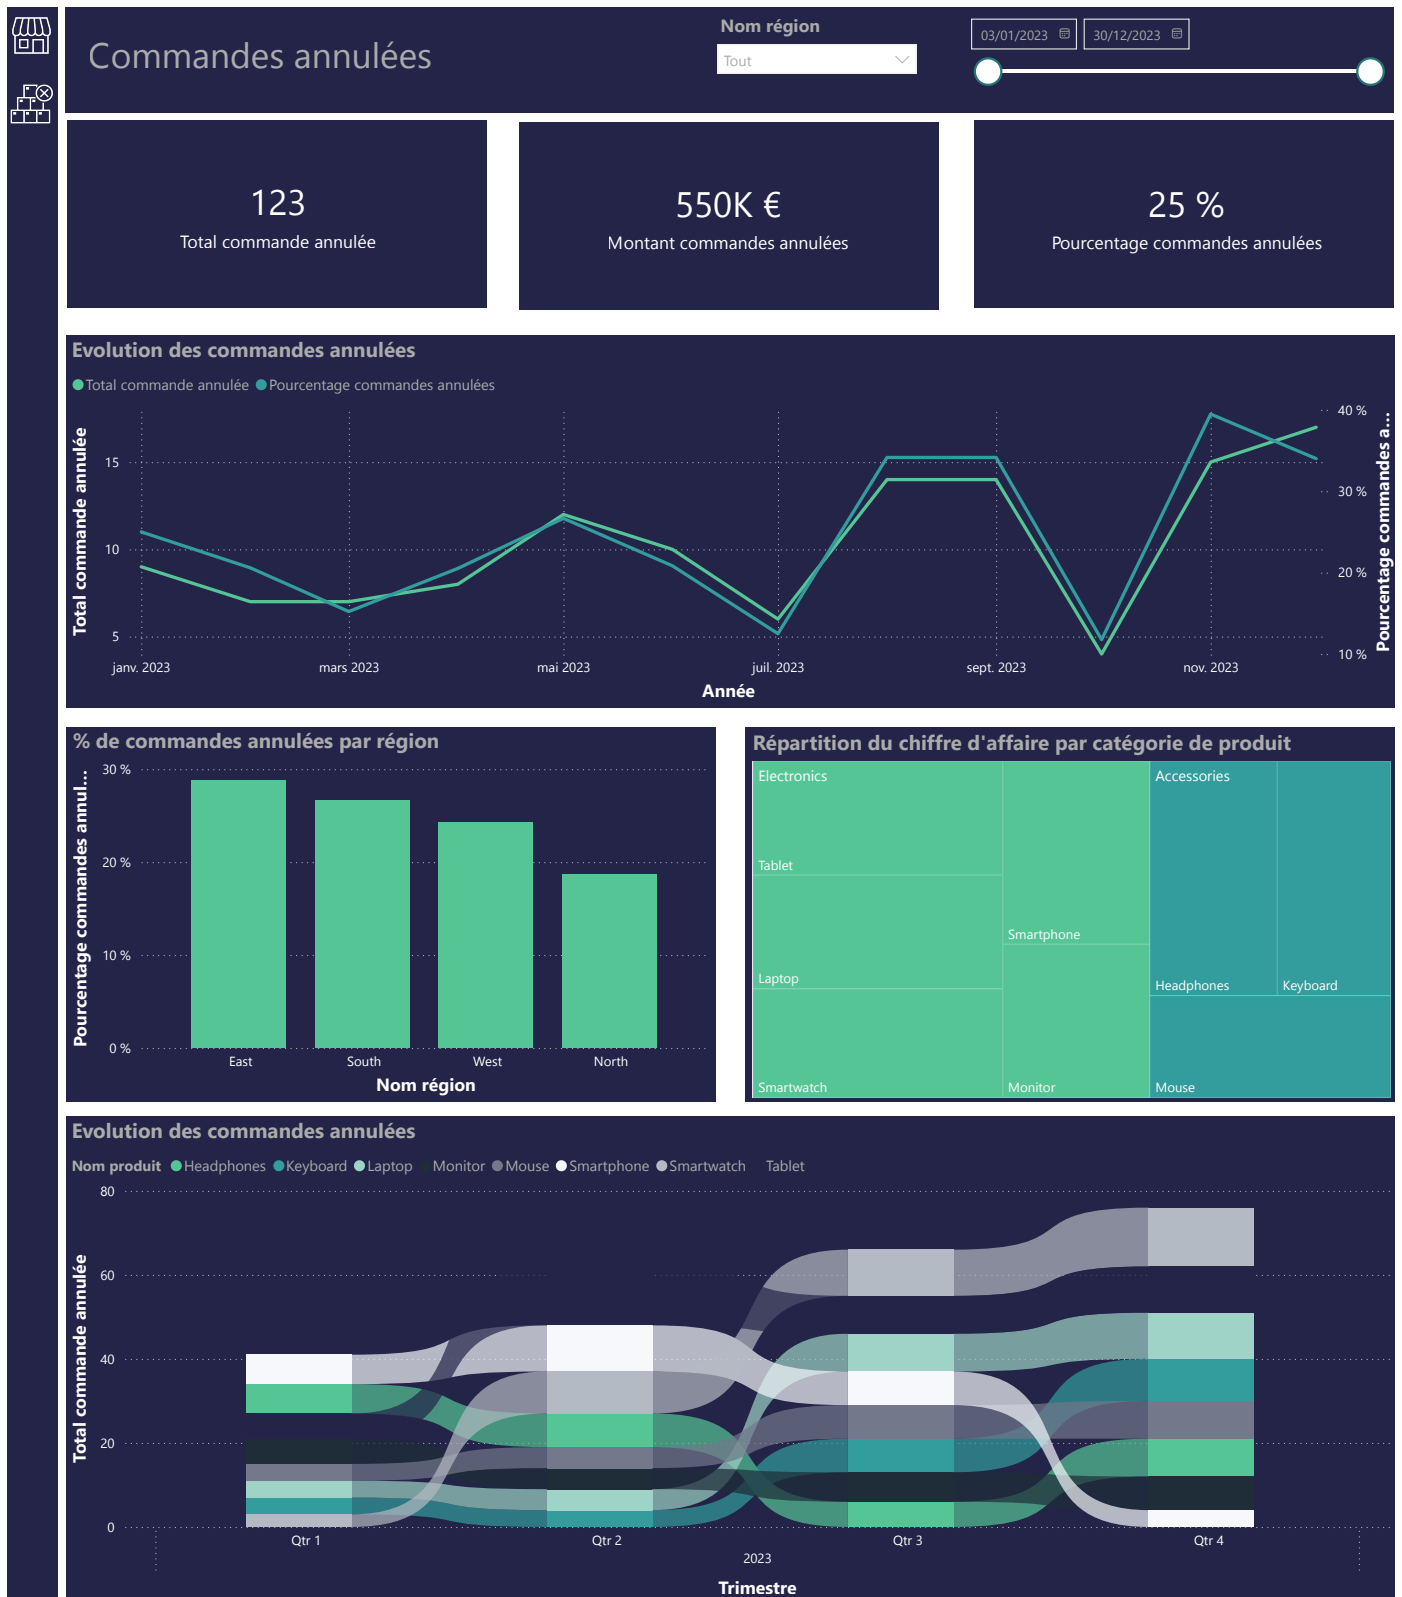 Commandes annulées
Nom région
Tout
03/01/2023
30/12/2023
123
Total commande annulée
550K €
Montant commandes annulées
25 %
Pourcentage commandes annulées
Evolution des commandes annulées
Total commande annulée
Pourcentage commandes annulées
Total commande annulée
15
10
5
40 %
30 %
20 %
10 %
Pourcentage commandes a...
janv. 2023
mars 2023
mai 2023
juil. 2023
sept. 2023
nov. 2023
Année
% de commandes annulées par région
Pourcentage commandes annul...
30 %
20 %
10 %
0 %
East
South
West
North
Nom région
Répartition du chiffre d'affaire par catégorie de produit
Electronics
Tablet
Laptop
Smartwatch
Smartphone
Monitor
Accessories
Headphones
Keyboard
Mouse
Evolution des commandes annulées
Nom produit Headphones Keyboard Laptop Monitor Mouse Smartphone Smartwatch Tablet
Total commande annulée
80
60
40
20
0
Qtr 1
Qtr 2
Qtr 3
Qtr 4
2023
Trimestre